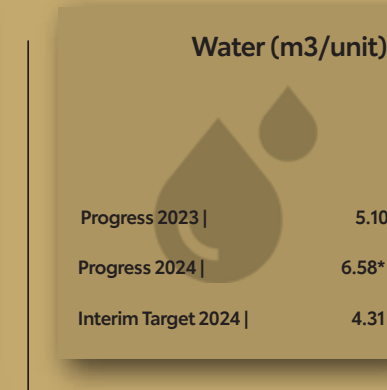 Water (m3/unit)
Progress 2023 | 5.10
Progress 2024 | 6.58*
Interim Target 2024 | 4.31